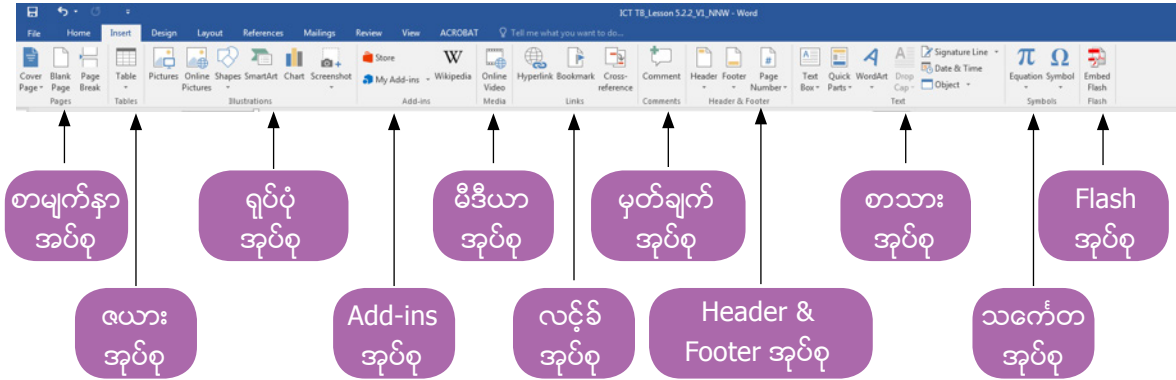 ICT TB_Lesson 5.2.2_V1_NNW - Word
File Home Insert Design Layout References Mailings Review View ACROBAT Tell me what you want to do...
Cover Page Blank Page Page Break Table Pictures Online Pictures Shapes SmartArt Chart Screenshot Store My Add-ins Wikipedia Online Video Hyperlink Bookmark Cross-reference Comment Header Footer Page Number Text Box Quick Parts WordArt Drop Cap Signature Line Date & Time Object Equation Symbol Embed Flash
Pages Tables Illustrations Add-ins Media Links Comments Header & Footer Text Symbols Flash
စာမျက်နှာ
အပ်စု
ရုပ်ပုံ
အုပ်စု
မီဒီယာ
အုပ်စု
မှတ်ချက်
အုပ်စု
စာသား
အုပ်စု
Flash
အုပ်စု
ဇယား
အုပ်စု
Add-ins
အုပ်စု
လင့်ခ်
အုပ်စု
Header &
Footer အုပ်စု
သင်္ကေတ
အုပ်စု